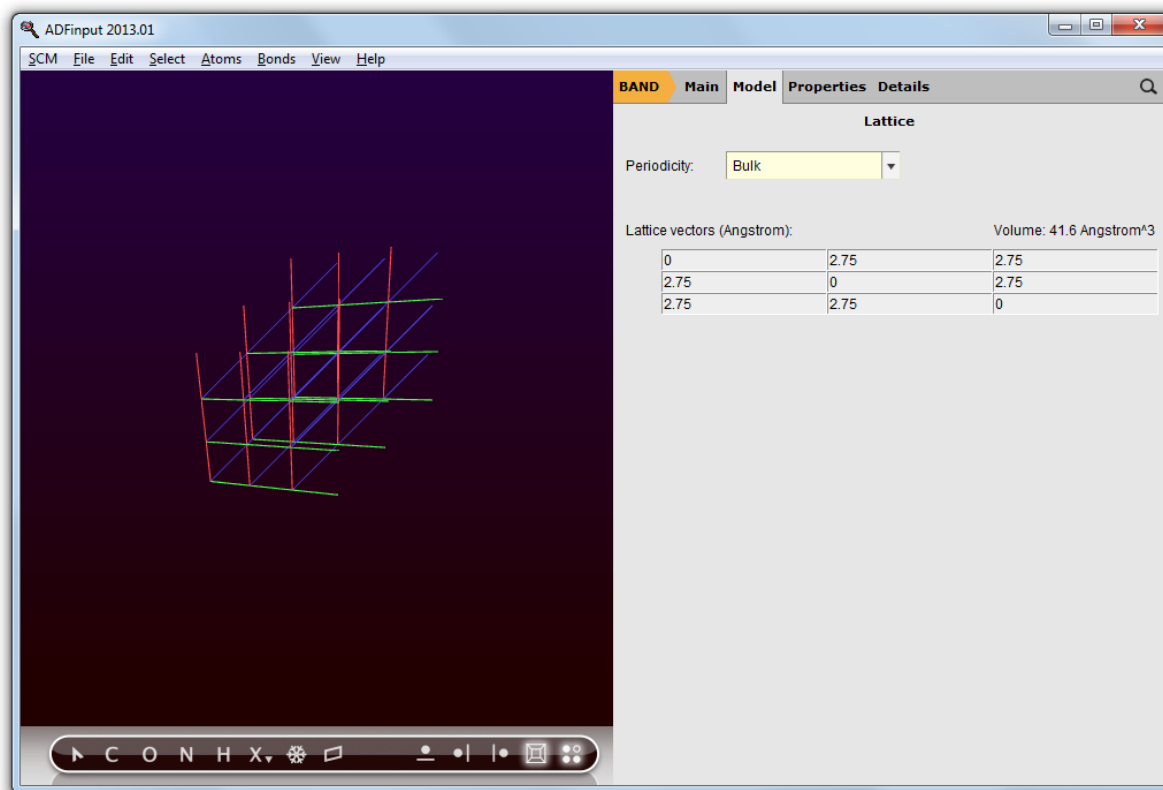 ADFinput 2013.01
SCM File Edit Select Atoms Bonds View Help
BAND Main Model Properties Details
Lattice
Periodicity: Bulk
Lattice vectors (Angstrom): Volume: 41.6 Angstrom^3
0 2.75 2.75
2.75 0 2.75
2.75 2.75 0
C O N H X